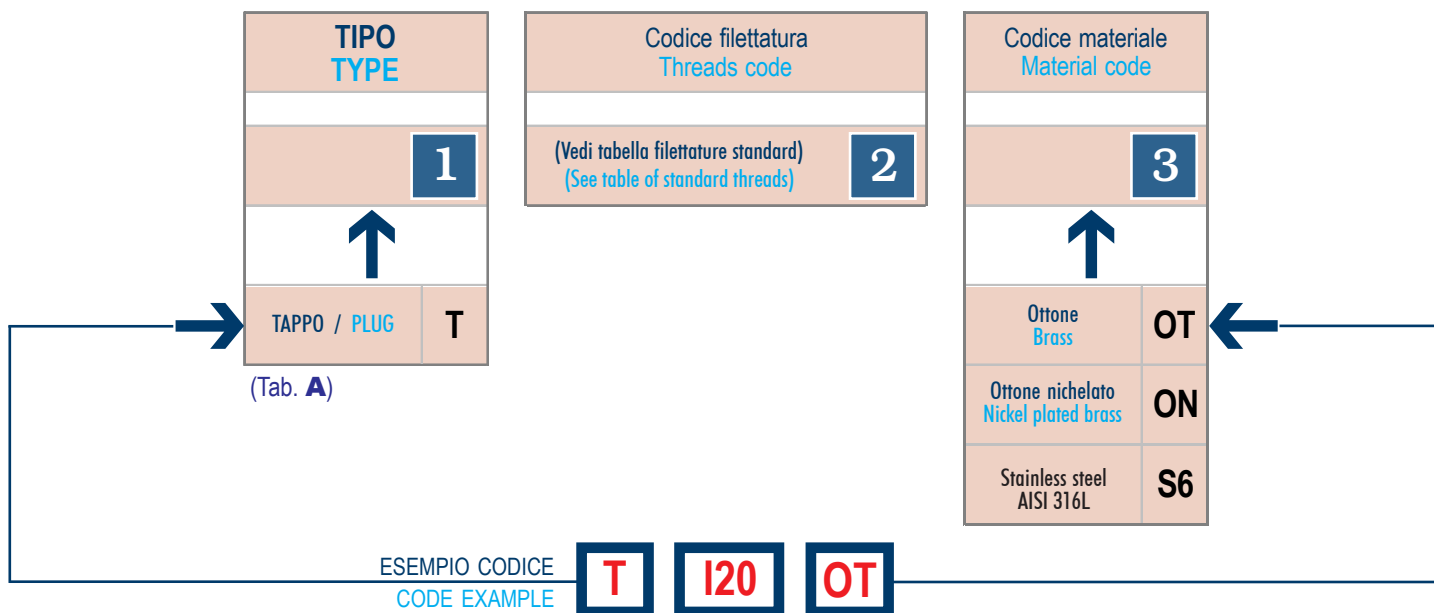 TIPO
TYPE
1
TAPPO / PLUG
T
(Tab. A)
Codice filettatura
Threads code
(Vedi tabella filettature standard)
(See table of standard threads)
2
Codice materiale
Material code
3
Ottone
Brass
OT
Ottone nichelato
Nickel plated brass
ON
Stainless steel
AISI 316L
S6
ESEMPIO CODICE
CODE EXAMPLE
T I20 OT